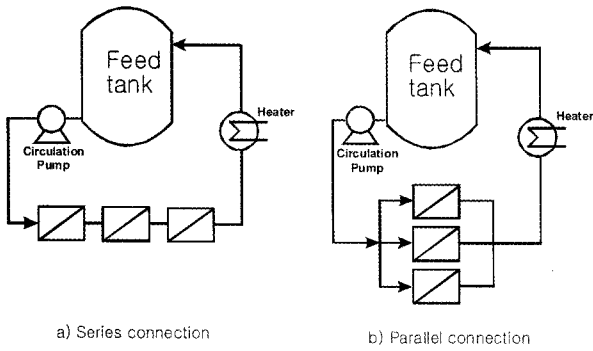 Feed
tank
Heater
Circulation
Pump
a) Series connection
Feed
tank
Heater
Circulation
Pump
b) Parallel connection